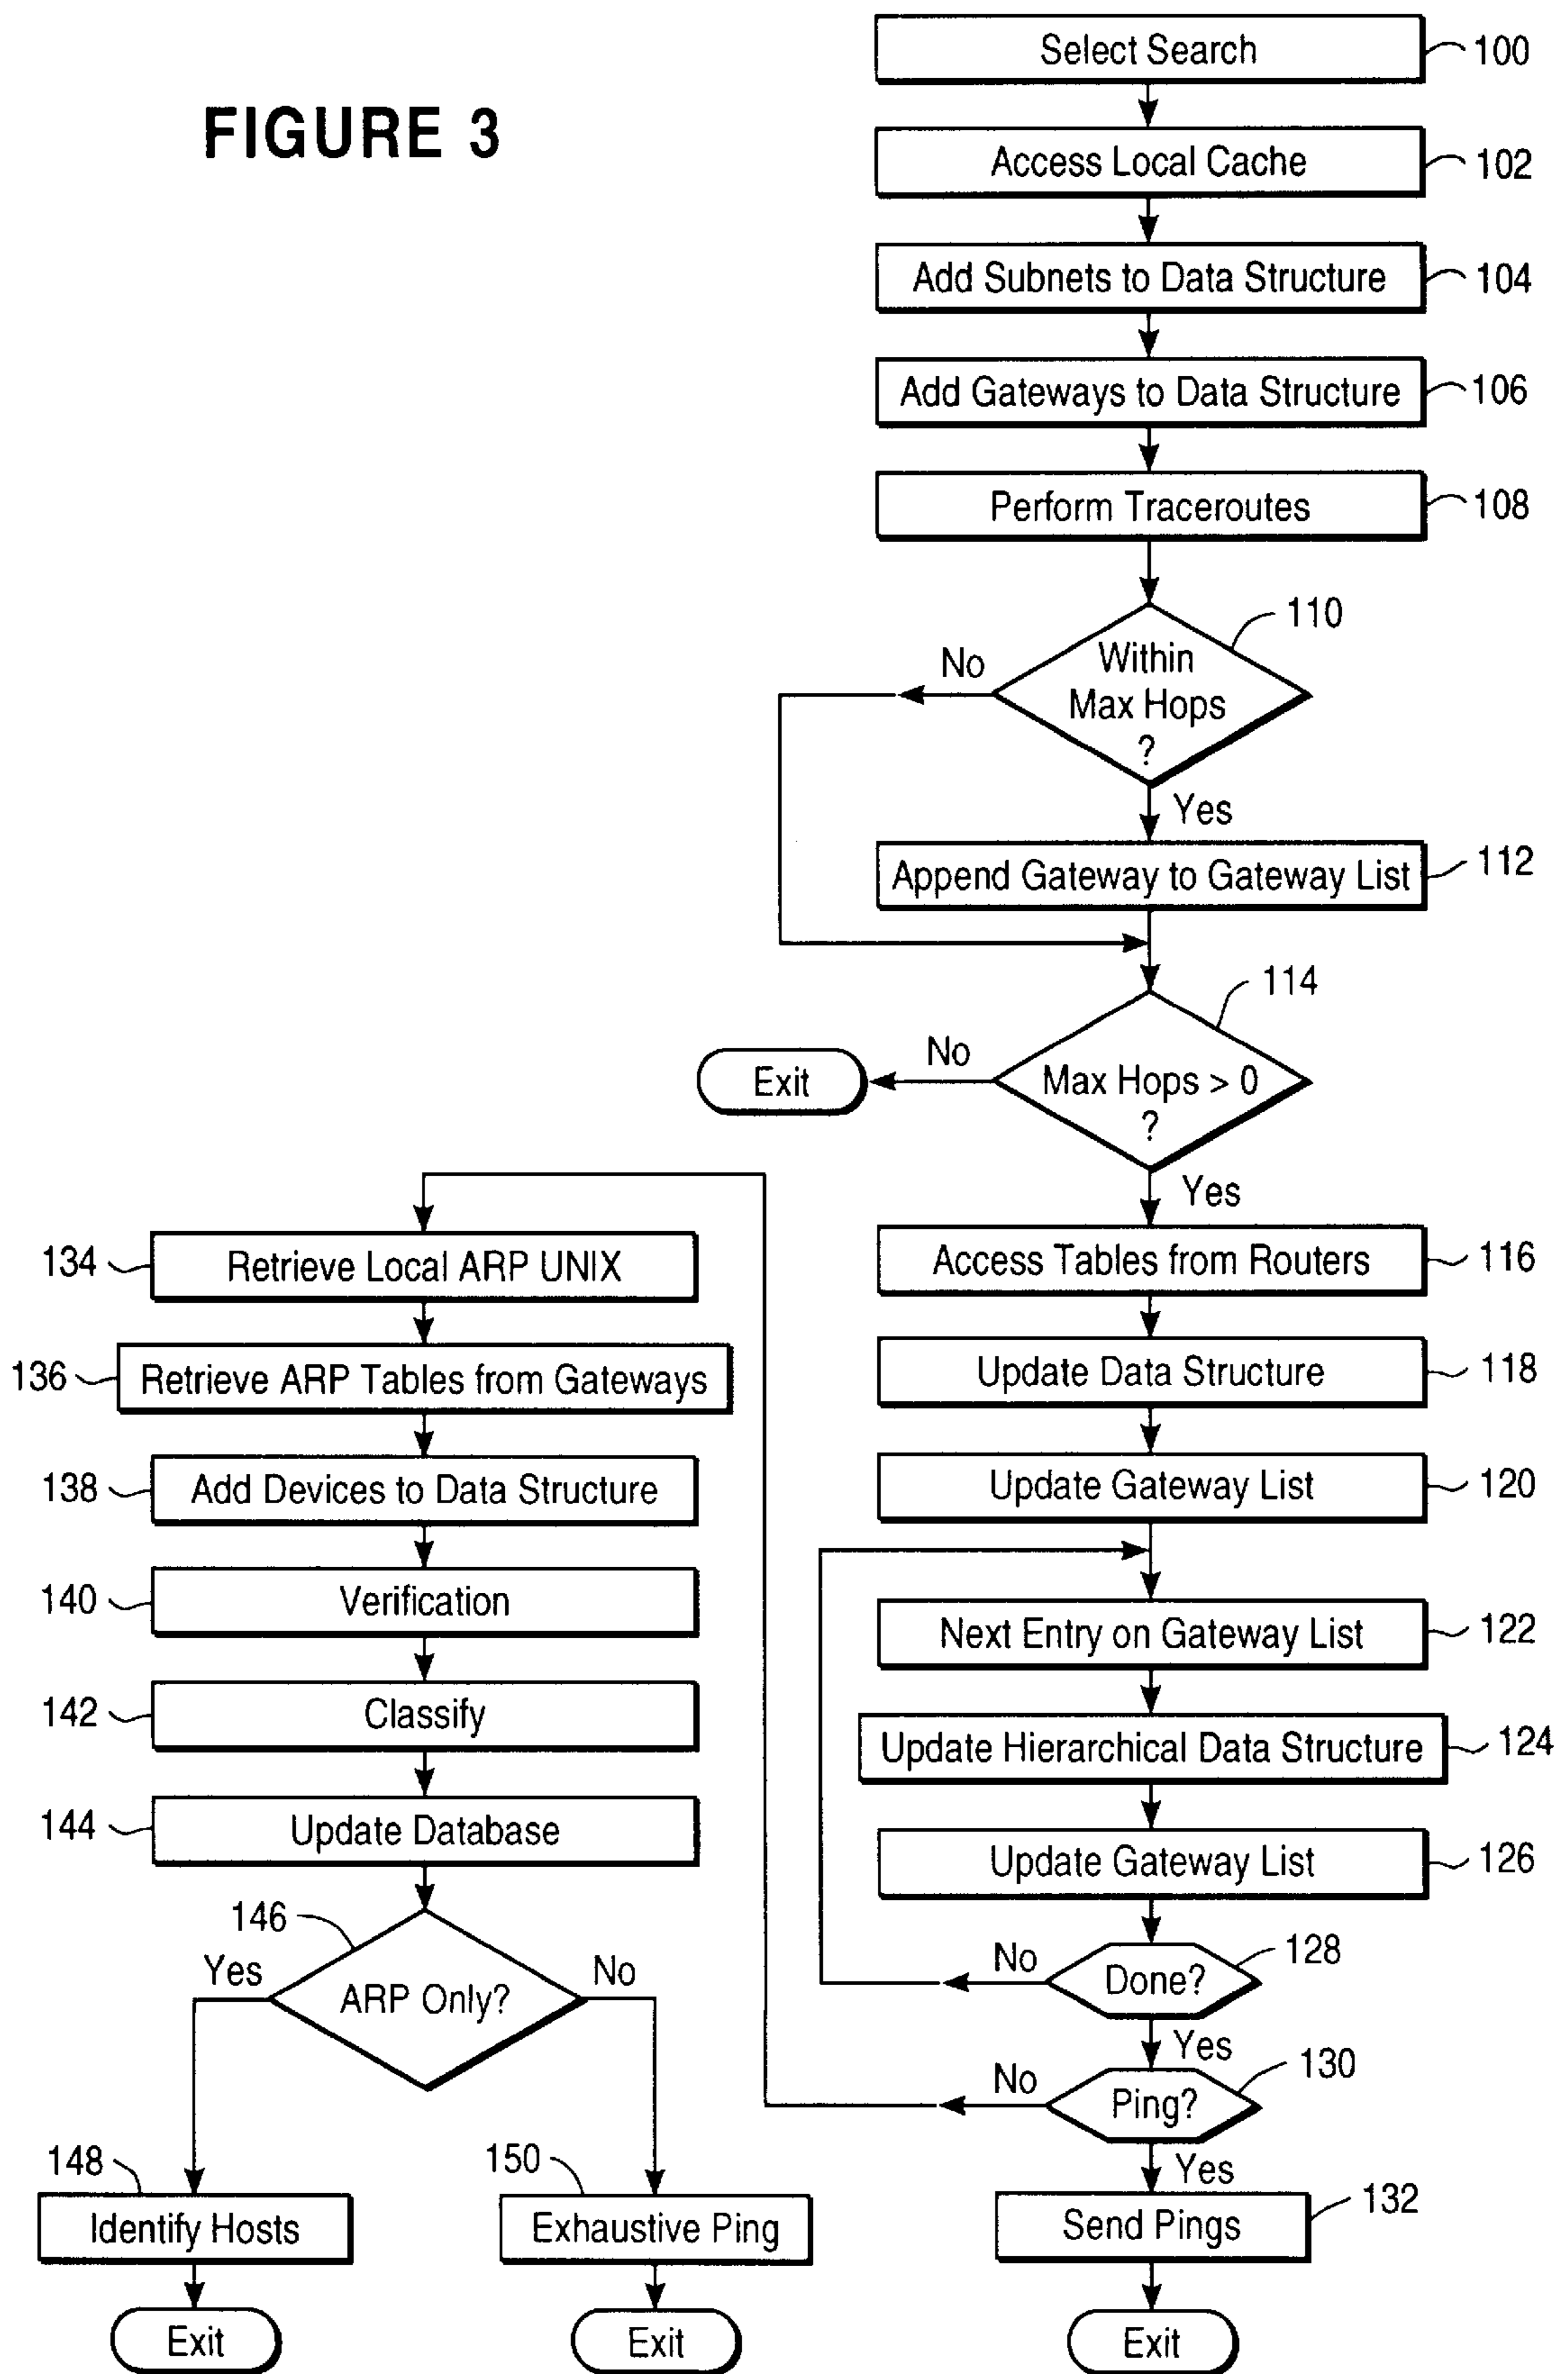 FIGURE 3
Select Search
100
Access Local Cache
102
Add Subnets to Data Structure
104
Add Gateways to Data Structure
106
Perform Traceroutes
108
110
Within
Max Hops
?
No
Yes
Append Gateway to Gateway List
112
114
Max Hops > 0
?
No
Exit
Yes
Access Tables from Routers
116
Update Data Structure
118
Update Gateway List
120
Next Entry on Gateway List
122
Update Hierarchical Data Structure
124
Update Gateway List
126
Done?
128
No
Yes
Ping?
130
No
Yes
Send Pings
132
Exit
134
Retrieve Local ARP UNIX
136
Retrieve ARP Tables from Gateways
138
Add Devices to Data Structure
140
Verification
142
Classify
144
Update Database
146
ARP Only?
Yes
No
148
Identify Hosts
Exit
150
Exhaustive Ping
Exit